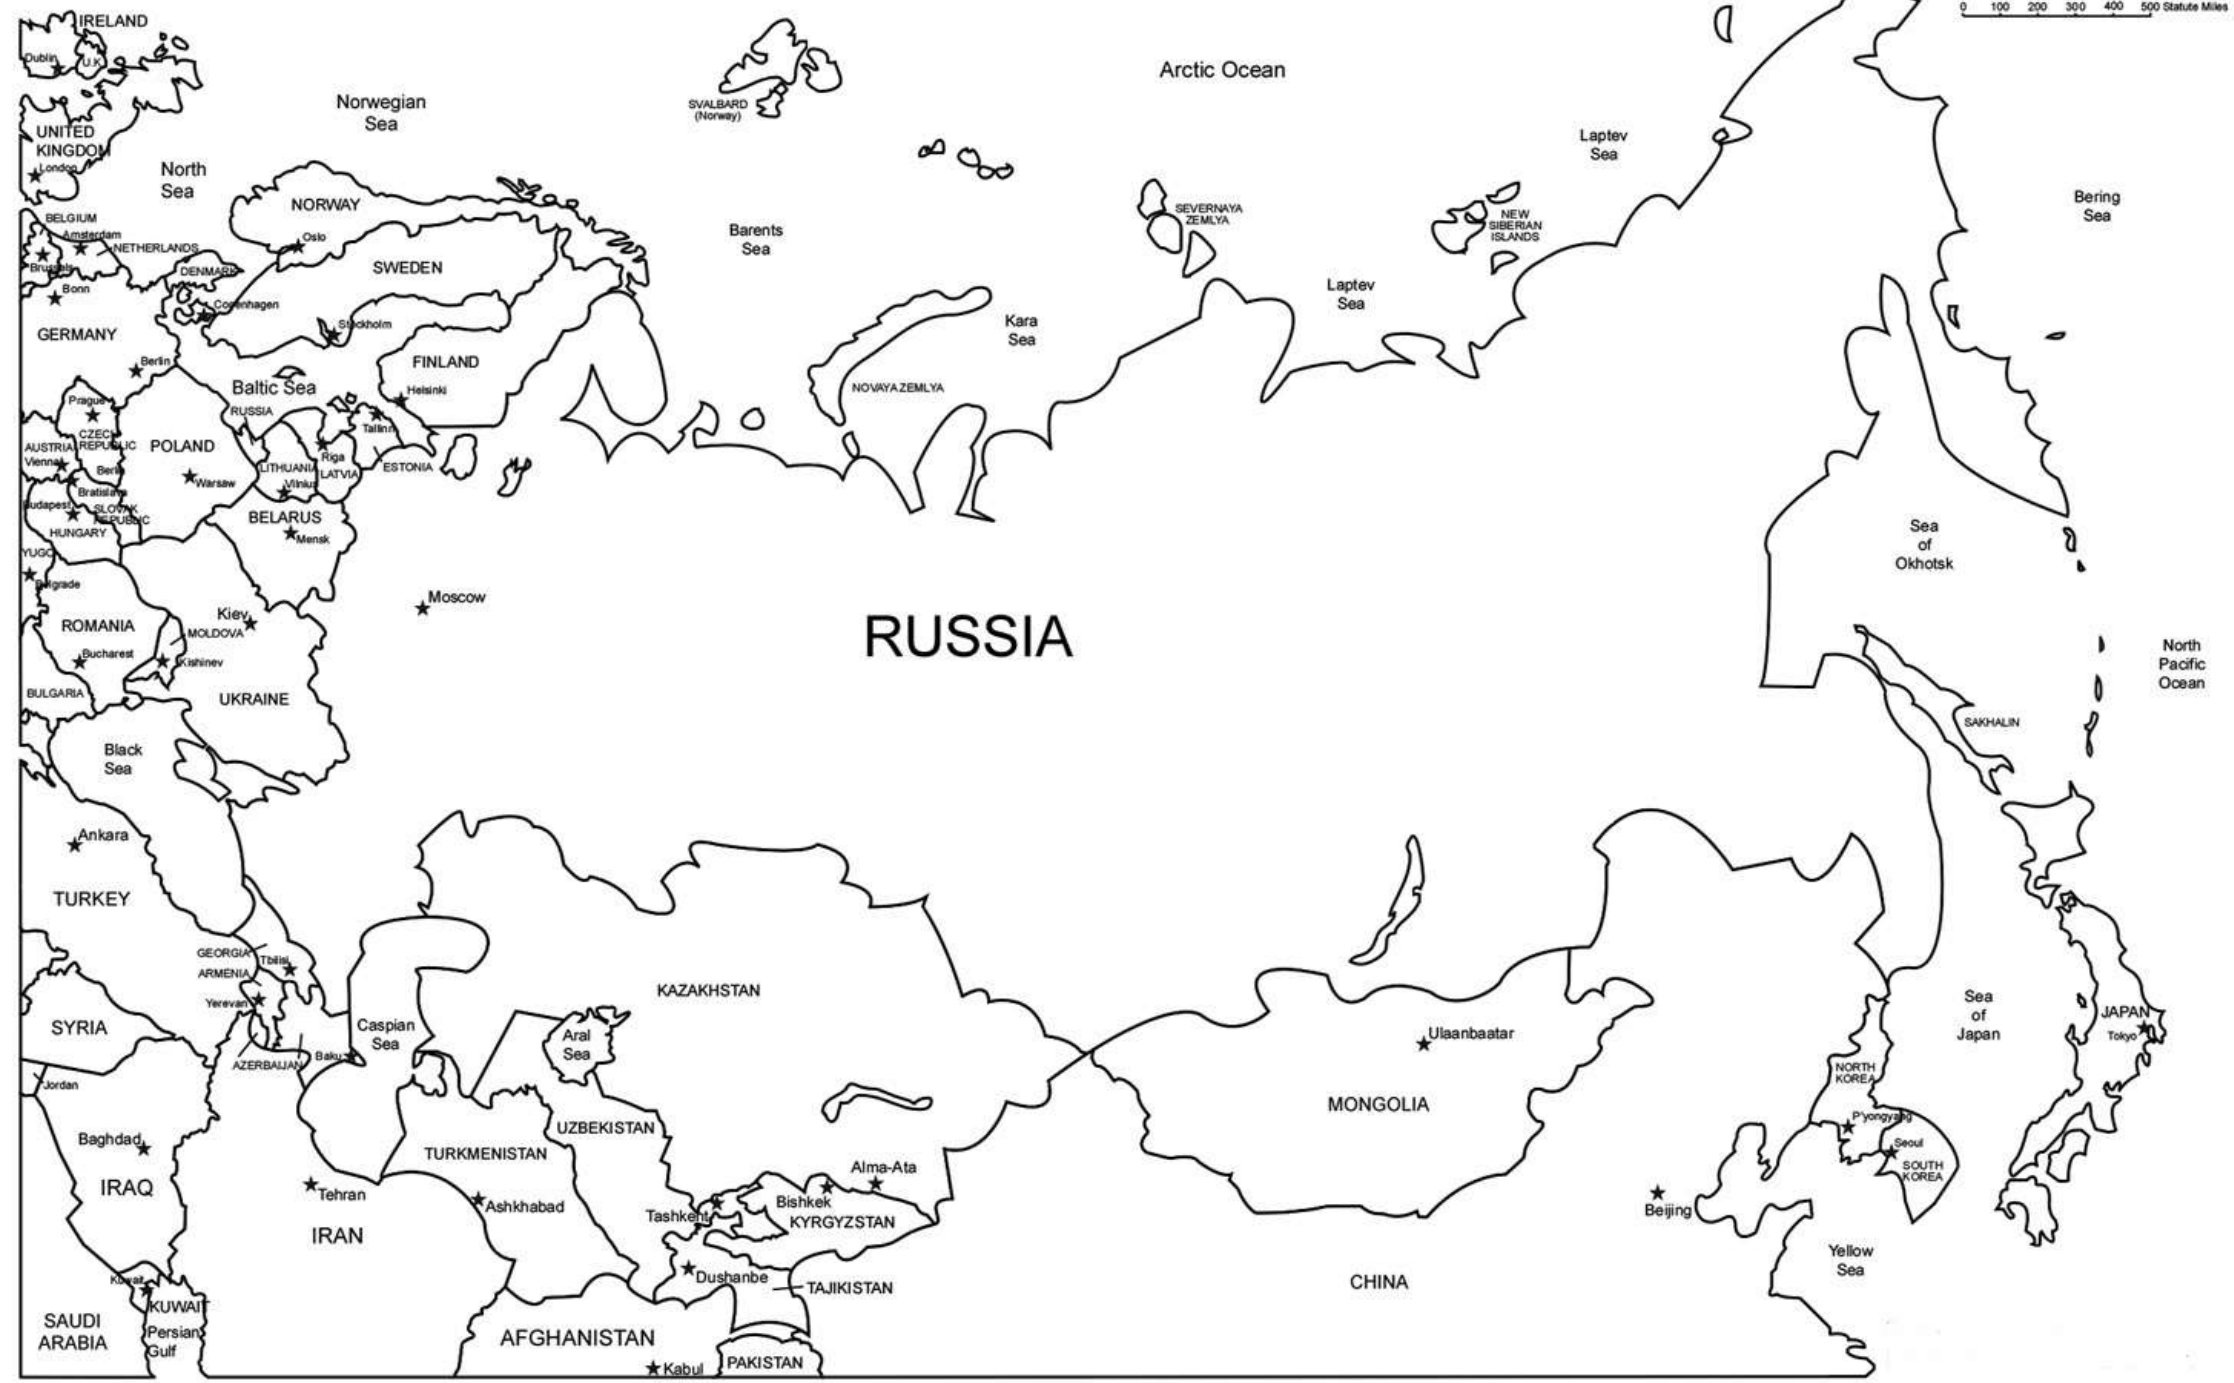 IRELAND
Dublin
U.K
0 100 200 300 400 500 Statute Miles
Arctic Ocean
Norwegian
Sea
SVALBARD
(Norway)
UNITED
KINGDOM
London
North
Sea
Laptev
Sea
NORWAY
Oslo
Barents
Sea
SEVERNAYA
ZEMLYA
NEW
SIBERIAN
ISLANDS
Bering
Sea
BELGIUM
Amsterdam
NETHERLANDS
Brussels
DENMARK
SWEDEN
Bonn
Copenhagen
Laptev
Sea
GERMANY
Stockholm
Kara
Sea
Berlin
FINLAND
Baltic Sea
Helsinki
NOVAYA ZEMLYA
Prague
RUSSIA
Tallinn
CZECH
REPUBLIC
AUSTRIA
Vienna
POLAND
Riga
LITHUANIA
LATVIA
ESTONIA
Berlin
Warsaw
Vilnius
Bratislava
Budapest
SLOVAK
REPUBLIC
HUNGARY
BELARUS
Mensk
Sea
of
Okhotsk
YUGO
Belgrade
Moscow
RUSSIA
Kiev
ROMANIA
MOLDOVA
Bucharest
Kishinev
North
Pacific
Ocean
BULGARIA
UKRAINE
SAKHALIN
Black
Sea
Ankara
TURKEY
GEORGIA
Tbilisi
ARMENIA
Yerevan
KAZAKHSTAN
SYRIA
Caspian
Sea
Aral
Sea
Ulaanbaatar
Sea
of
Japan
JAPAN
Tokyo
AZERBAIJAN
Baku
Jordan
NORTH
KOREA
MONGOLIA
P'yongyang
Baghdad
UZBEKISTAN
TURKMENISTAN
Seoul
SOUTH
KOREA
IRAQ
Tehran
Ashkhabad
Alma-Ata
Bishkek
Tashkent
KYRGYZSTAN
Beijing
IRAN
Yellow
Sea
Kuwait
KUWAIT
Dushanbe
TAJIKISTAN
CHINA
SAUDI
ARABIA
Persian
Gulf
AFGHANISTAN
Kabul
PAKISTAN